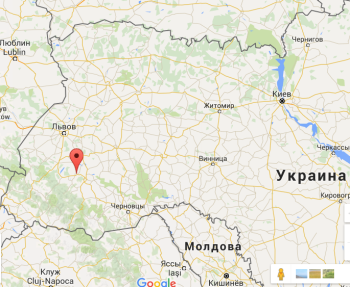 Чернигов
Люблин
Lublin
Киев
Житомир
Львов
Черкассы
Винница
Украина
Кировогр
Черновцы
Молдова
Яссы
Iași
Клуж
Cluj-Napoca
Кишинёв
Google